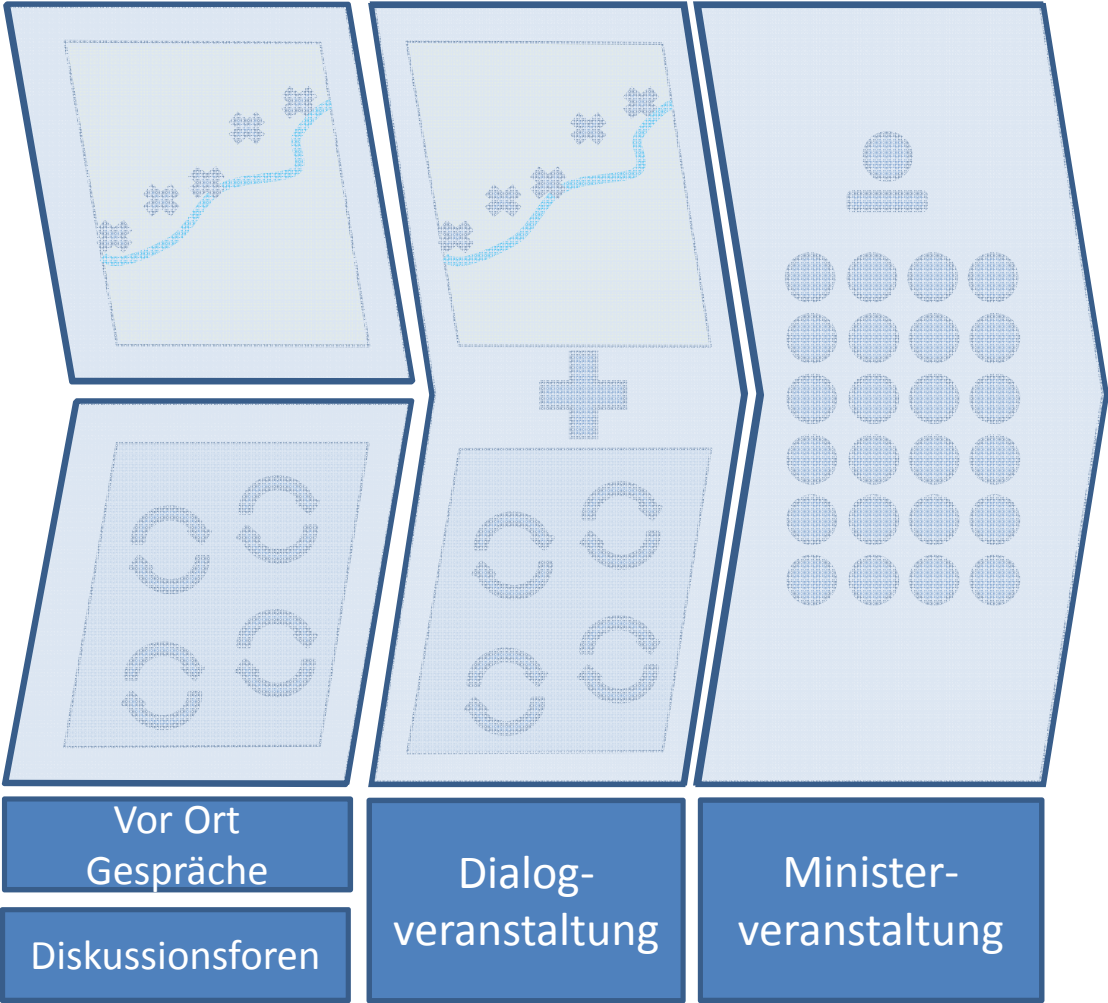 Vor Ort
Gespräche
Diskussionsforen
Dialog-
veranstaltung
Minister-
veranstaltung